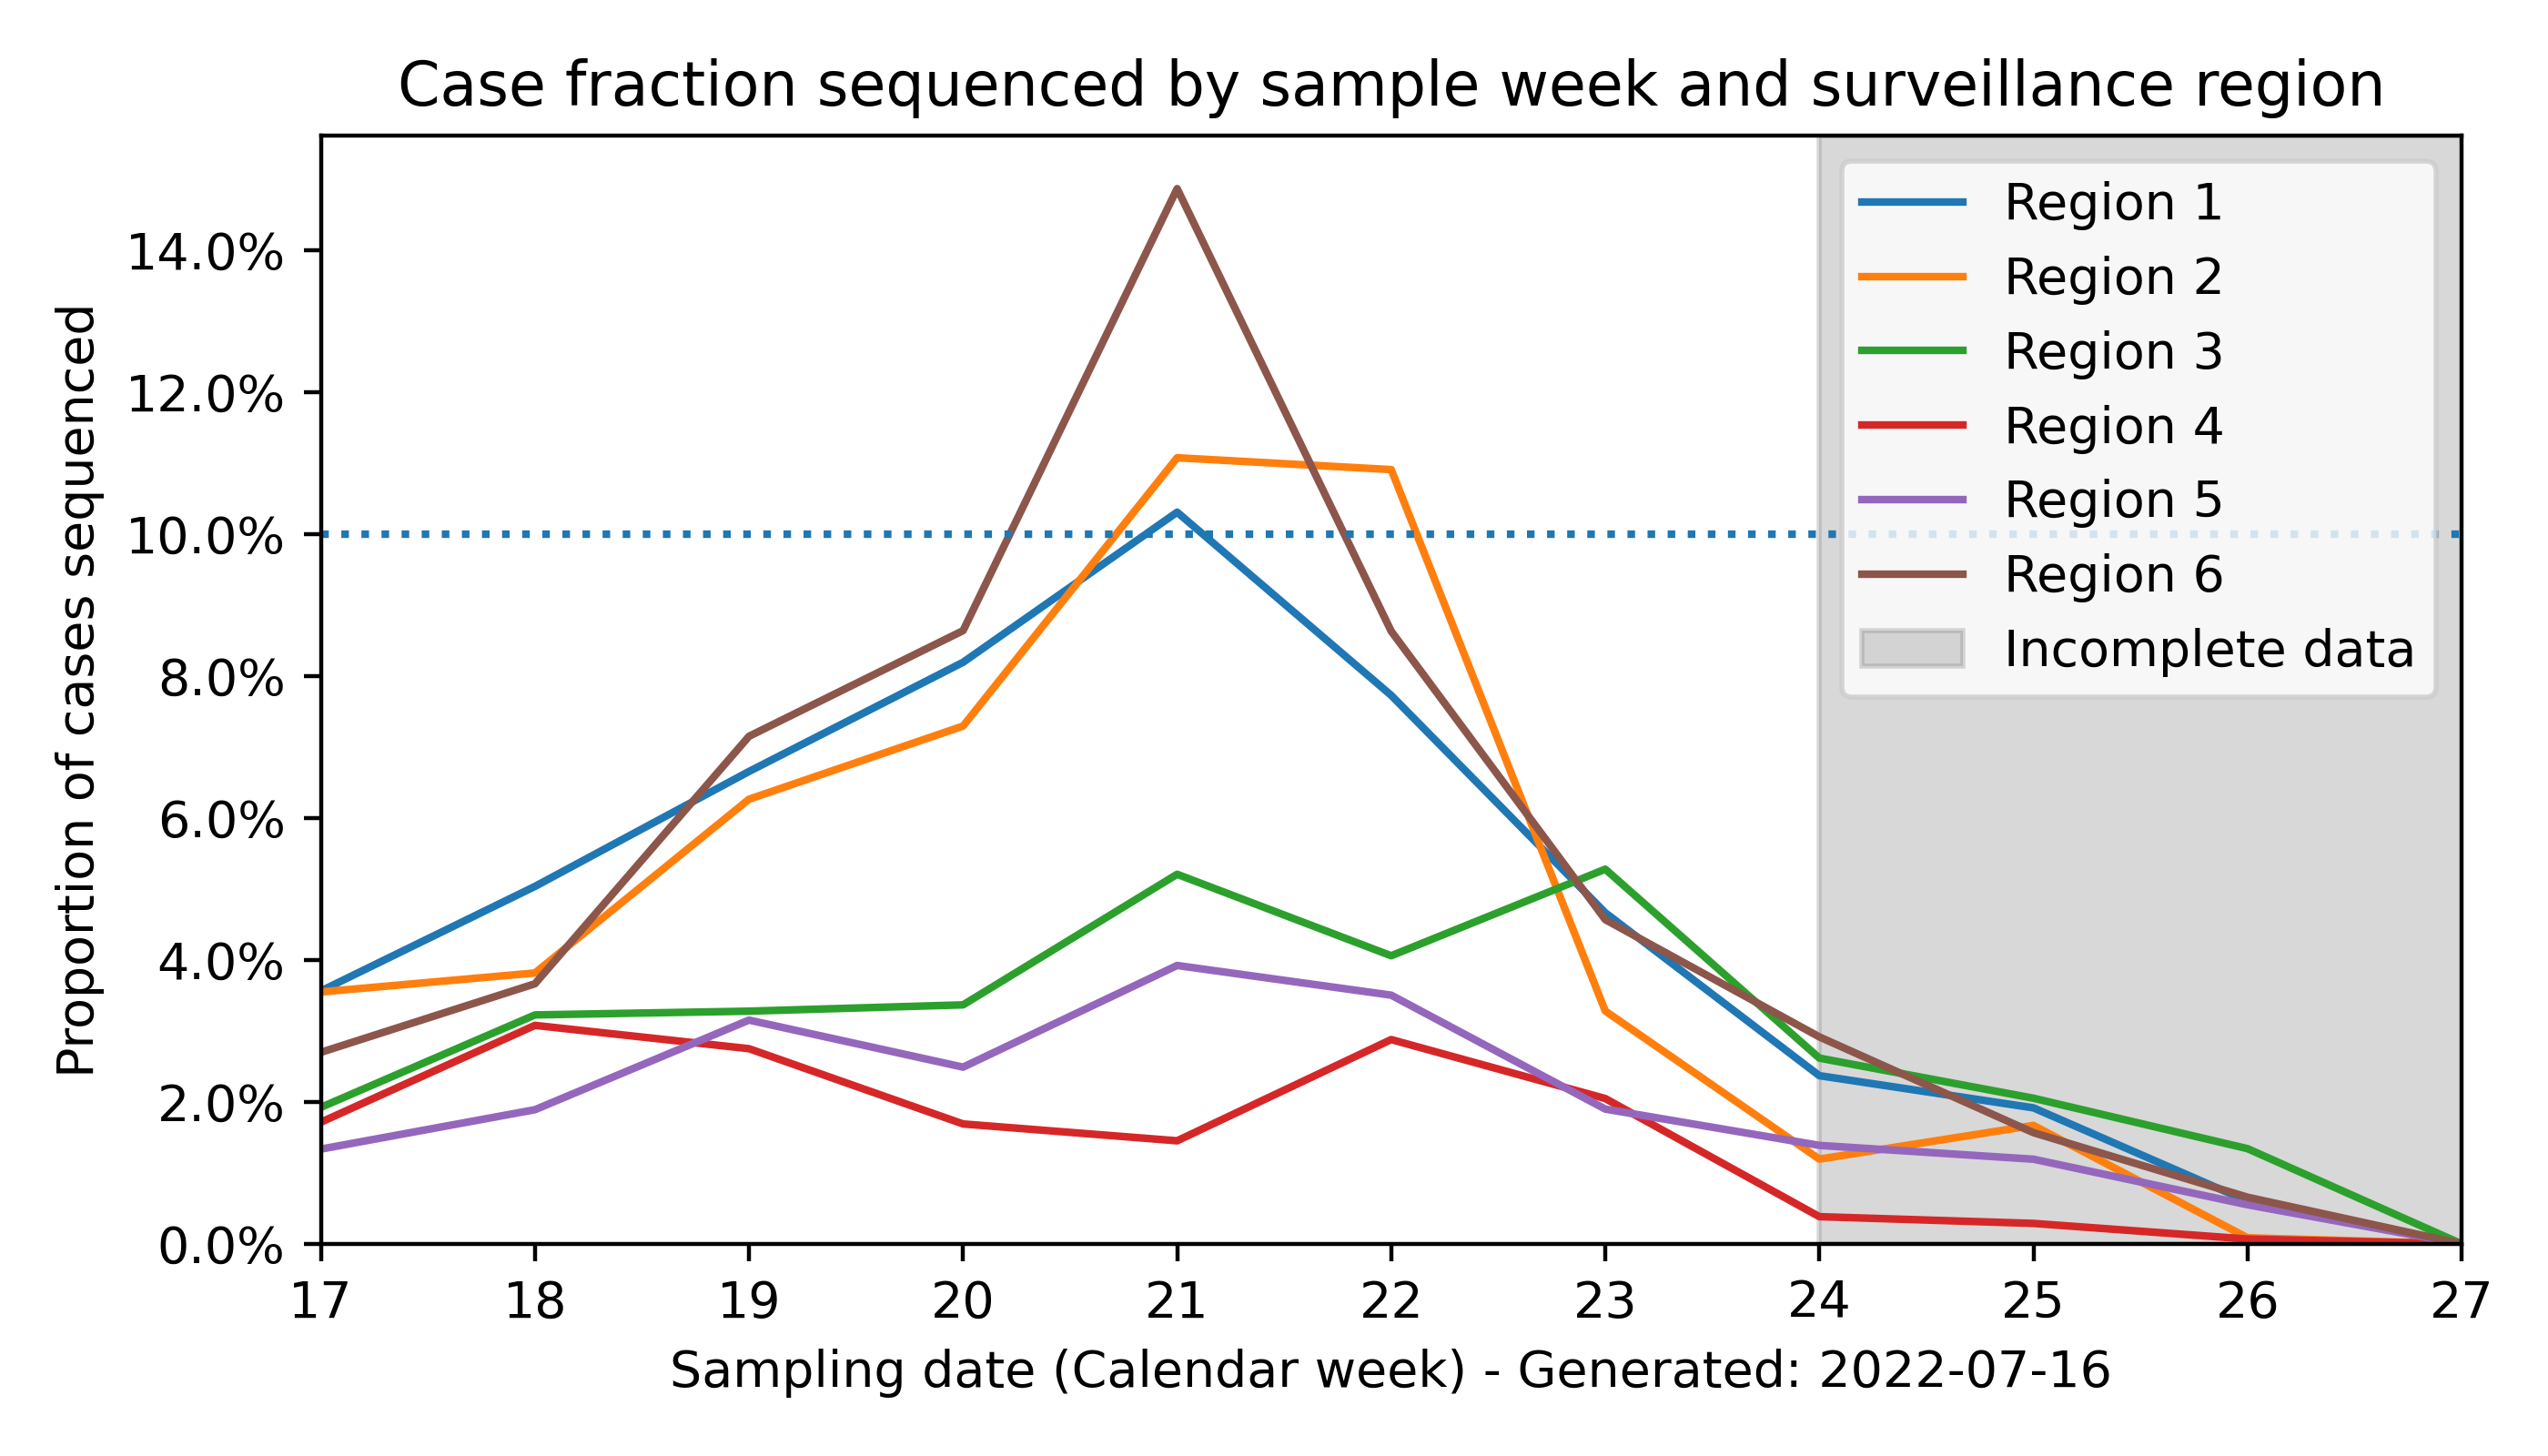 Case fraction sequenced by sample week and surveillance region
Proportion of cases sequenced
14.0%
12.0%
10.0%
8.0%
6.0%
4.0%
2.0%
0.0%
Region 1
Region 2
Region 3
Region 4
Region 5
Region 6
Incomplete data
17 18 19 20 21 22 23 24 25 26 27
Sampling date (Calendar week) - Generated: 2022-07-16